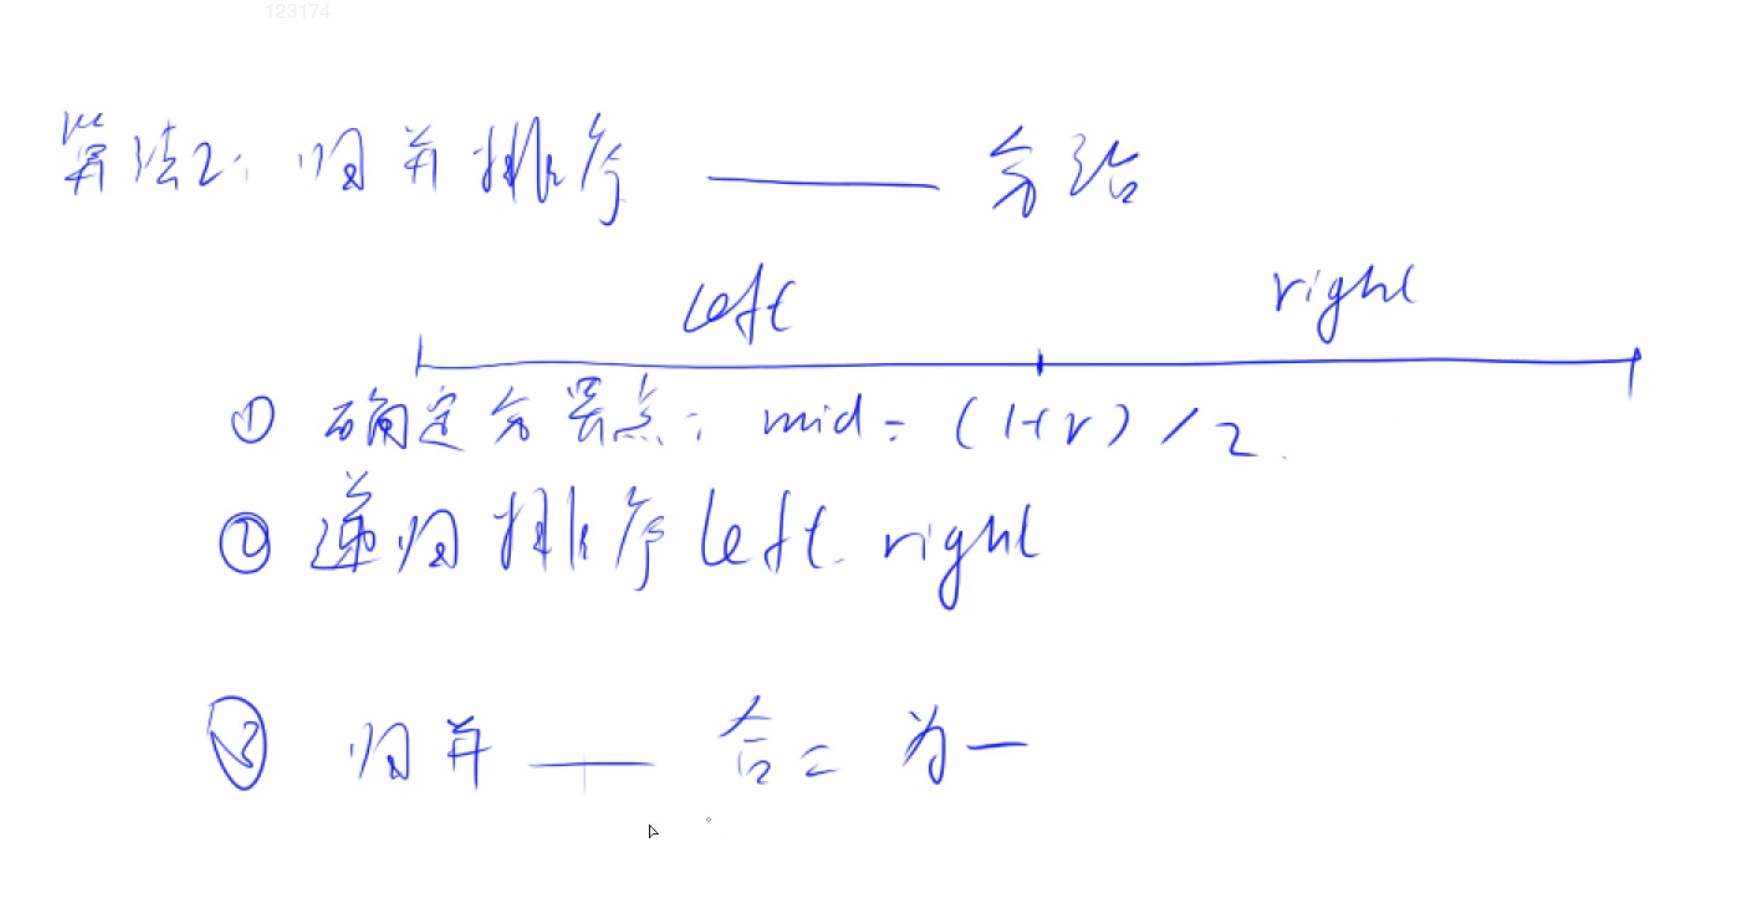 123174
算法2: 归并排序 —— 分治
left right
① 确定分界点: mid = (l+r)/2
② 递归排序 left right
③ 归并 —— 合二为一